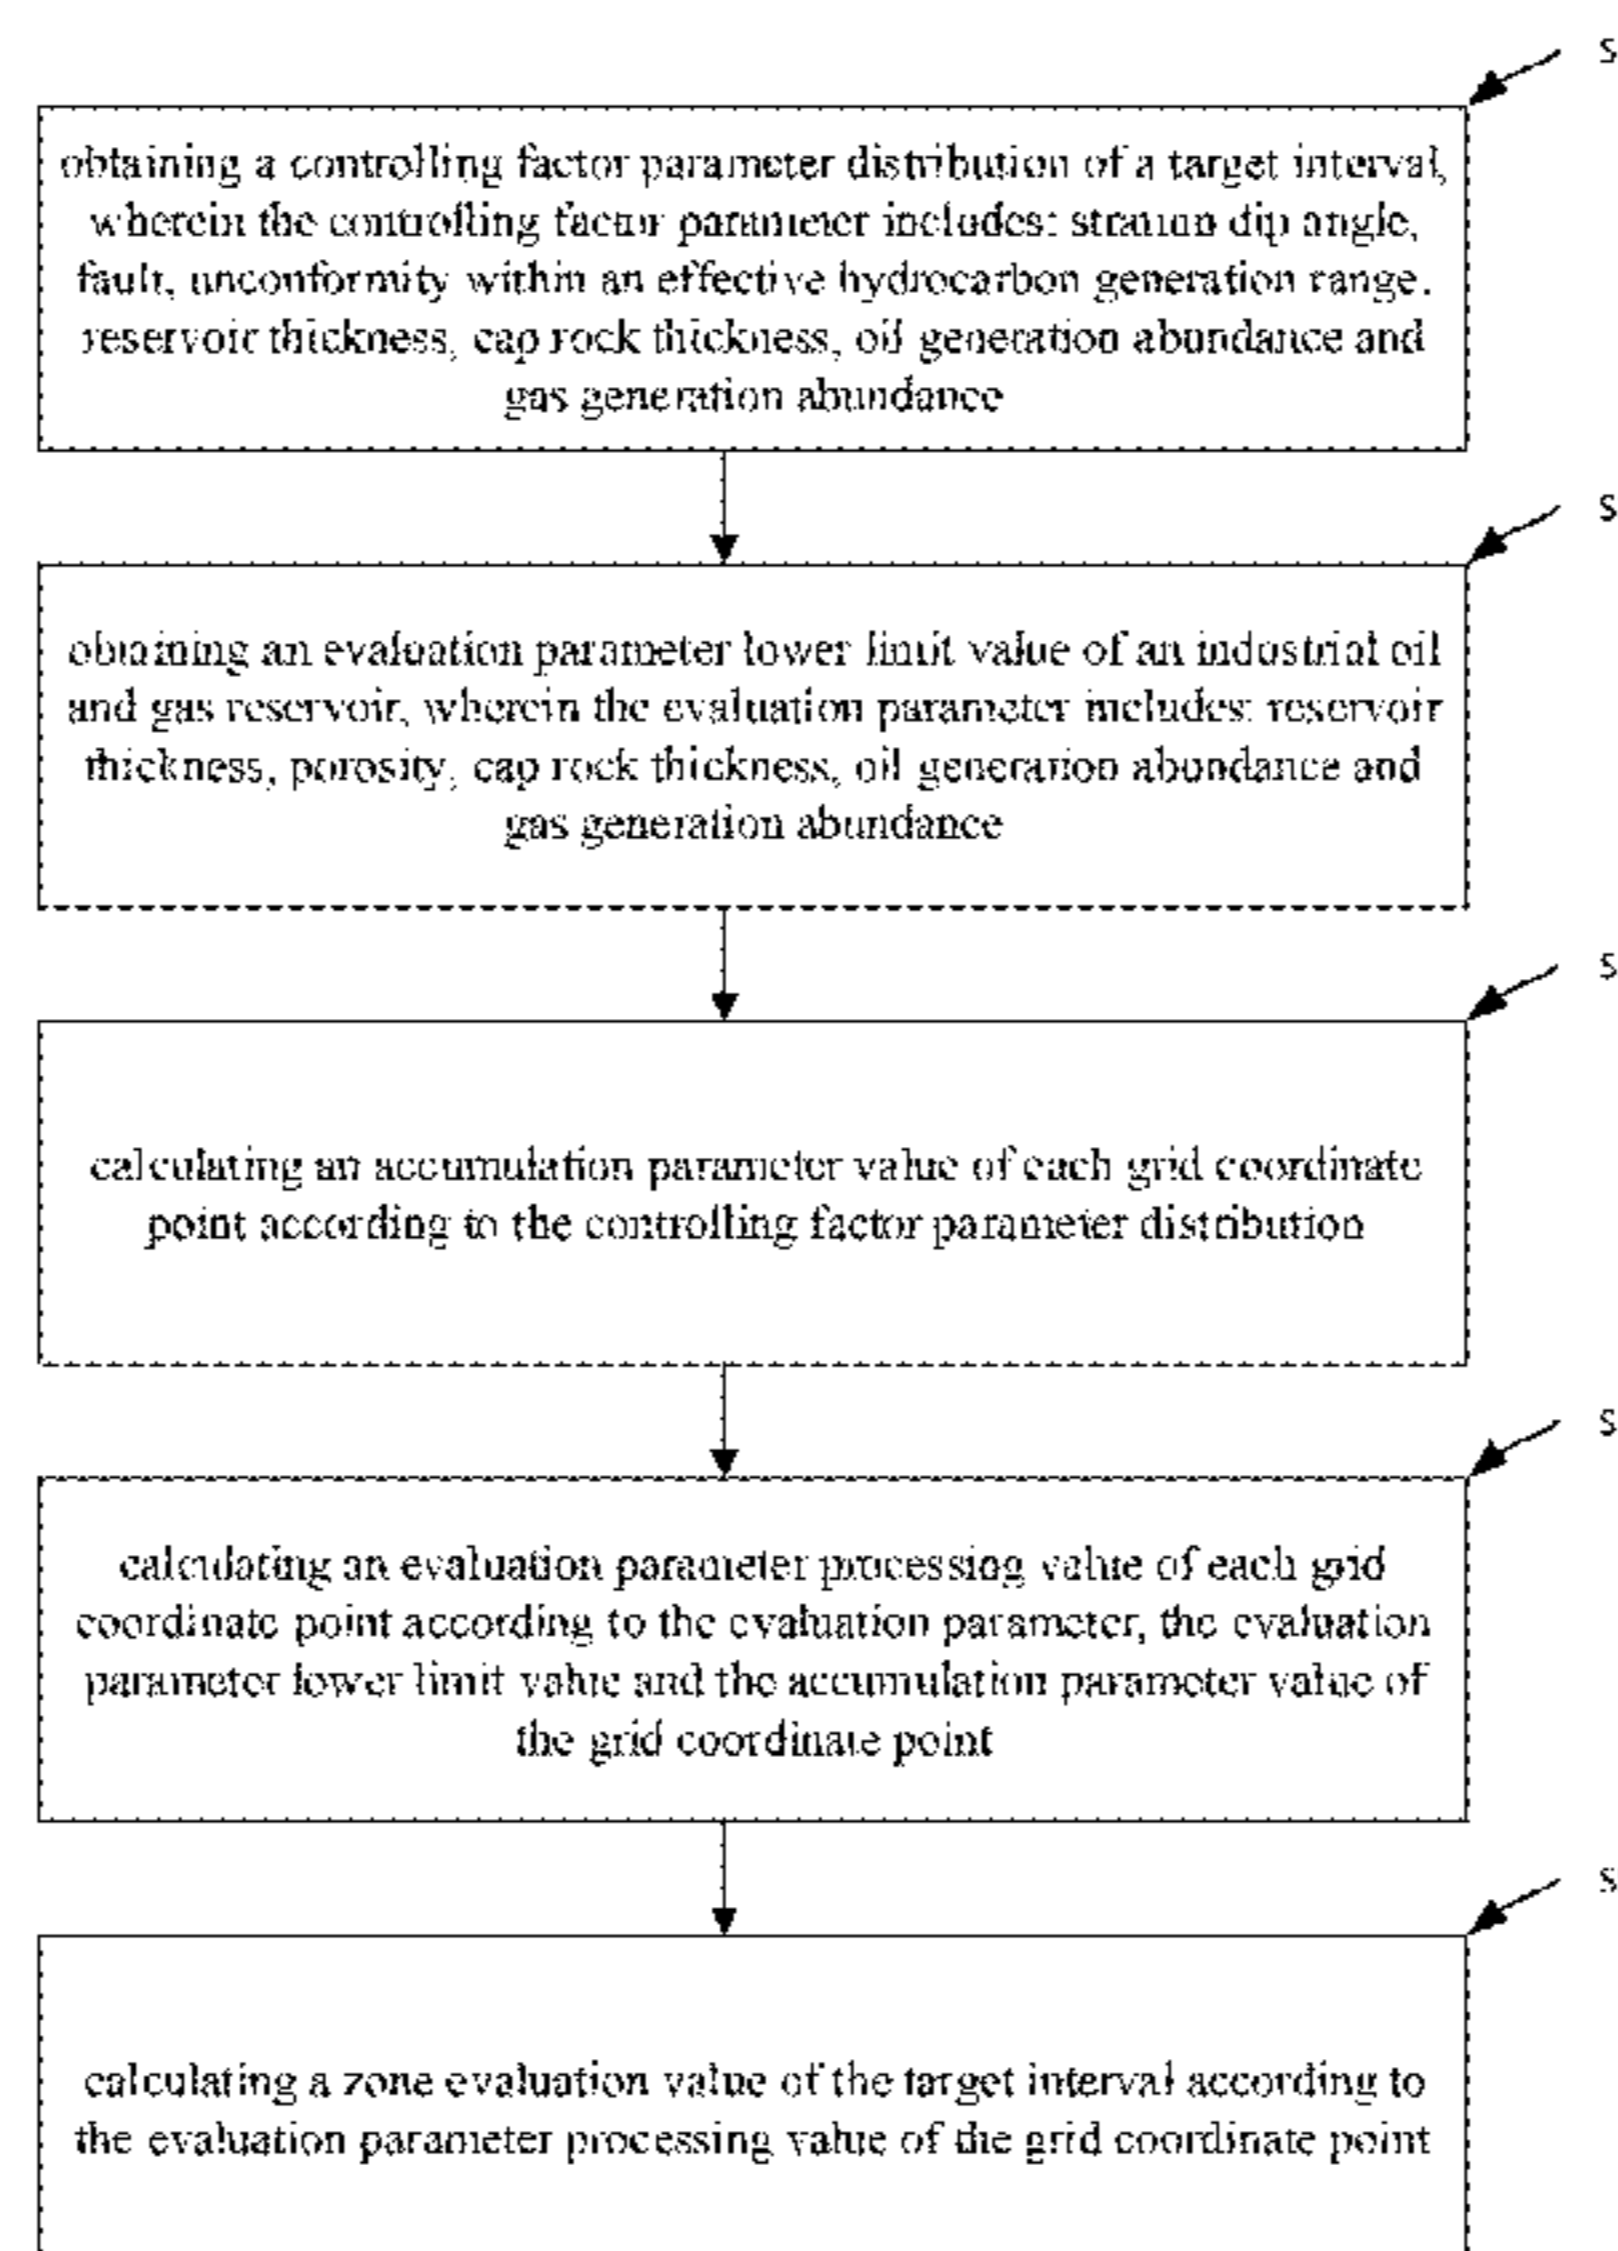 S
obtaining a controlling factor parameter distribution of a target interval,
wherein the controlling factor parameter includes: stratum dip angle,
fault, unconformity within an effective hydrocarbon generation range,
reservoir thickness, cap rock thickness, oil generation abundance and
gas generation abundance
S
obtaining an evaluation parameter lower limit value of an industrial oil
and gas reservoir, wherein the evaluation parameter includes: reservoir
thickness, porosity, cap rock thickness, oil generation abundance and
gas generation abundance
S
calculating an accumulation parameter value of each grid coordinate
point according to the controlling factor parameter distribution
S
calculating an evaluation parameter processing value of each grid
coordinate point according to the evaluation parameter, the evaluation
parameter lower limit value and the accumulation parameter value of
the grid coordinate point
S
calculating a zone evaluation value of the target interval according to
the evaluation parameter processing value of the grid coordinate point